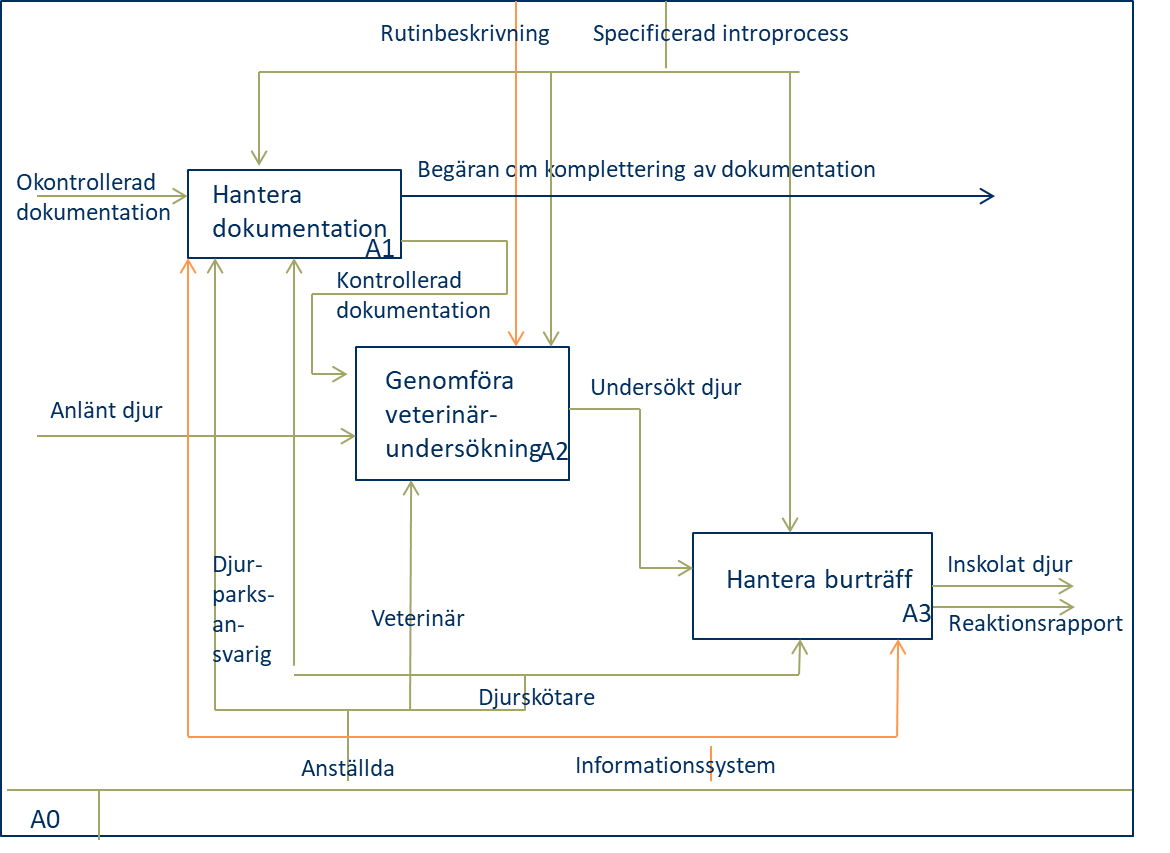 Rutinbeskrivning
Specificerad introprocess
Okontrollerad
dokumentation
Hantera
dokumentation
A1
Begäran om komplettering av dokumentation
Kontrollerad
dokumentation
Genomföra
veterinär-
undersökning
A2
Undersökt djur
Anlänt djur
Djur-
parks-
an-
svarig
Veterinär
Hantera burträff
A3
Inskolat djur
Reaktionsrapport
Djurskötare
Anställda
Informationssystem
A0